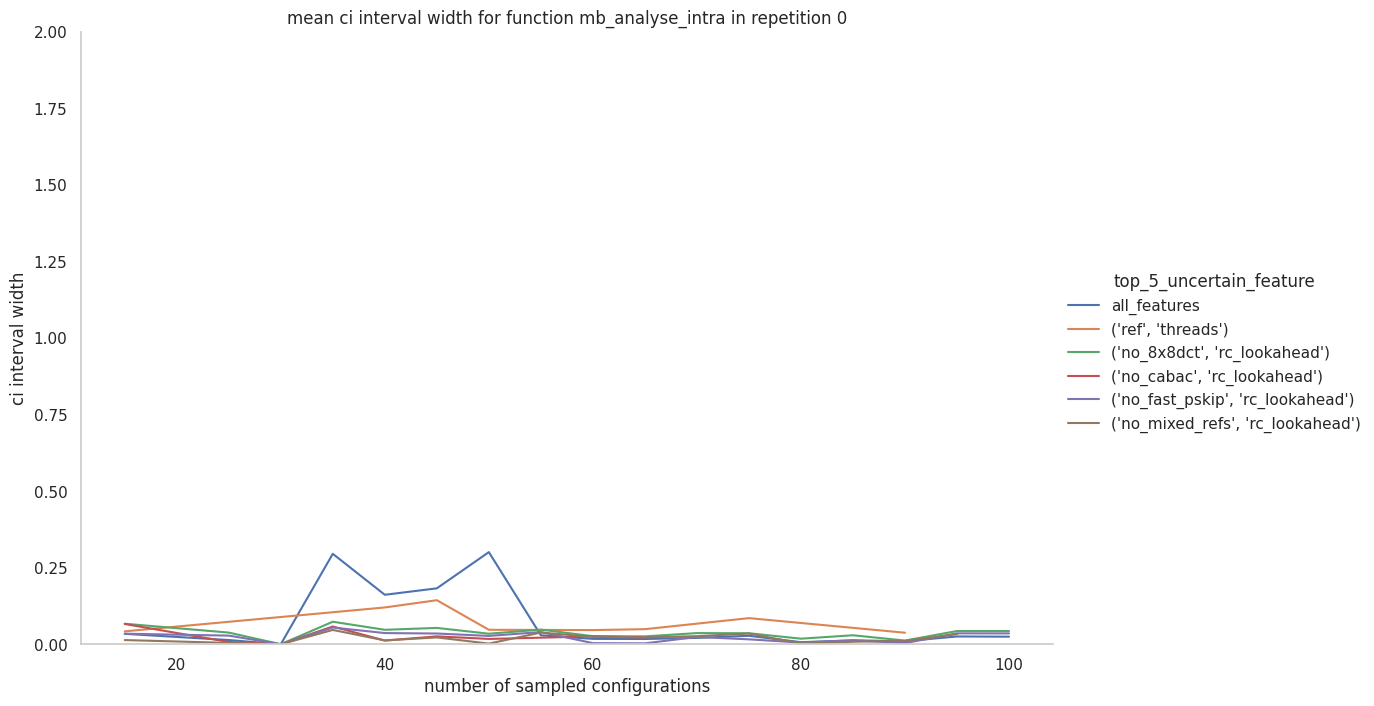 mean ci interval width for function mb_analyse_intra in repetition 0
2.00
1.75
1.50
1.25
1.00
0.75
0.50
0.25
0.00
ci interval width
20
40
60
80
100
number of sampled configurations
top_5_uncertain_feature
all_features
('ref', 'threads')
('no_8x8dct', 'rc_lookahead')
('no_cabac', 'rc_lookahead')
('no_fast_pskip', 'rc_lookahead')
('no_mixed_refs', 'rc_lookahead')